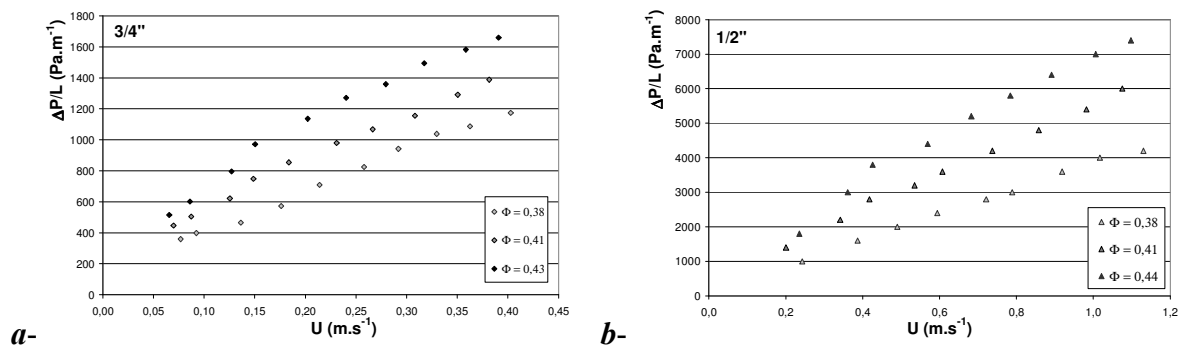 3/4"
ΔP/L (Pa.m-1)
1800
1600
1400
1200
1000
800
600
400
200
0
0,00 0,05 0,10 0,15 0,20 0,25 0,30 0,35 0,40 0,45
U (m.s-1)
Φ = 0,38
Φ = 0,41
Φ = 0,43
a-
1/2"
ΔP/L (Pa.m-1)
8000
7000
6000
5000
4000
3000
2000
1000
0
0,0 0,2 0,4 0,6 0,8 1,0 1,2
U (m.s-1)
Φ = 0,38
Φ = 0,41
Φ = 0,44
b-